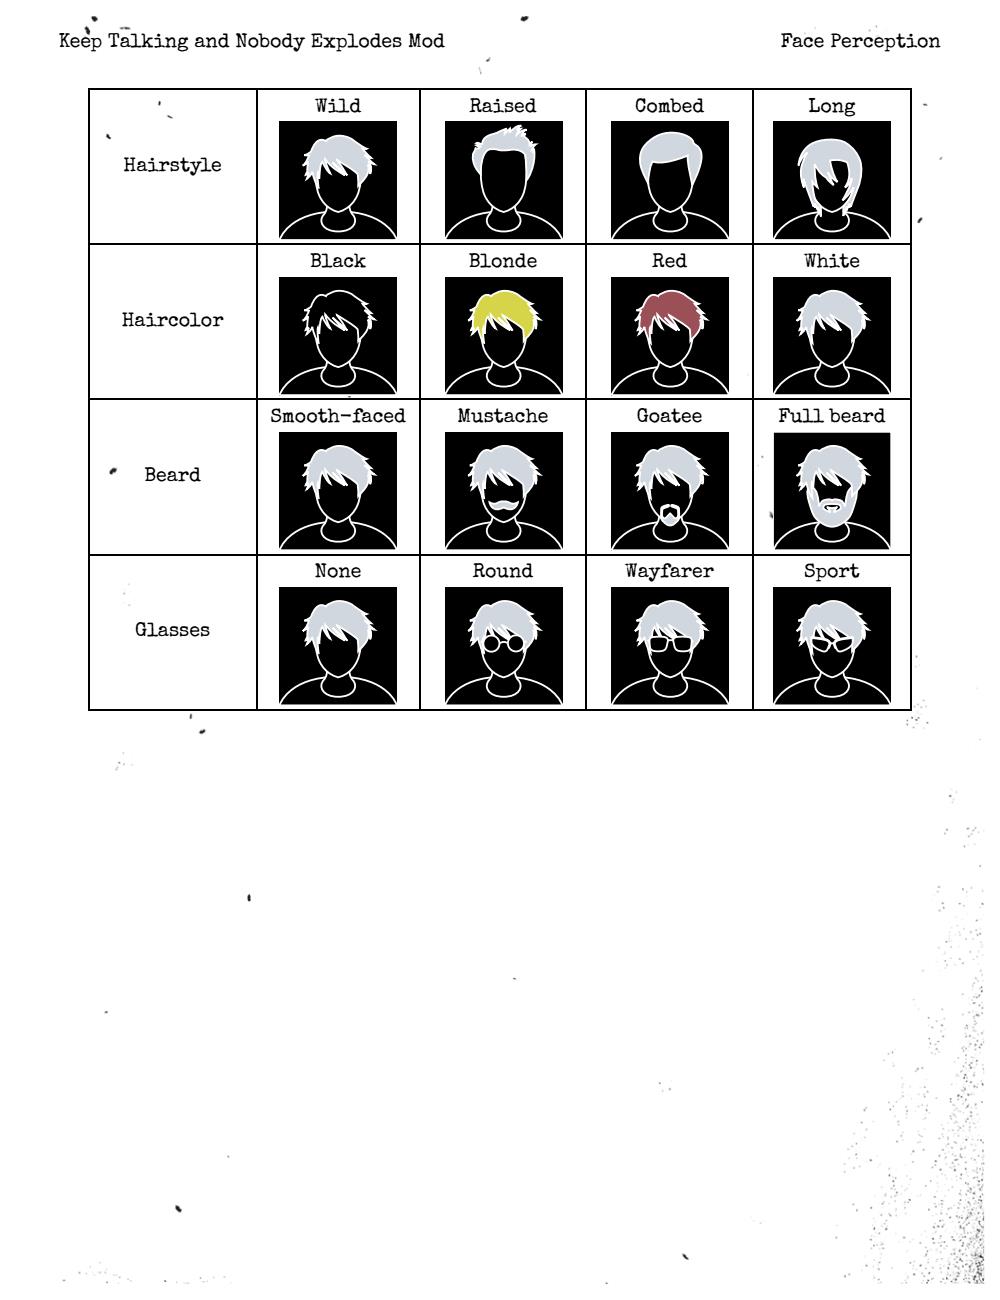 Keep Talking and Nobody Explodes Mod Face Perception
Wild Raised Combed Long
Hairstyle
Black Blonde Red White
Haircolor
Smooth-faced Mustache Goatee Full beard
Beard
None Round Wayfarer Sport
Glasses